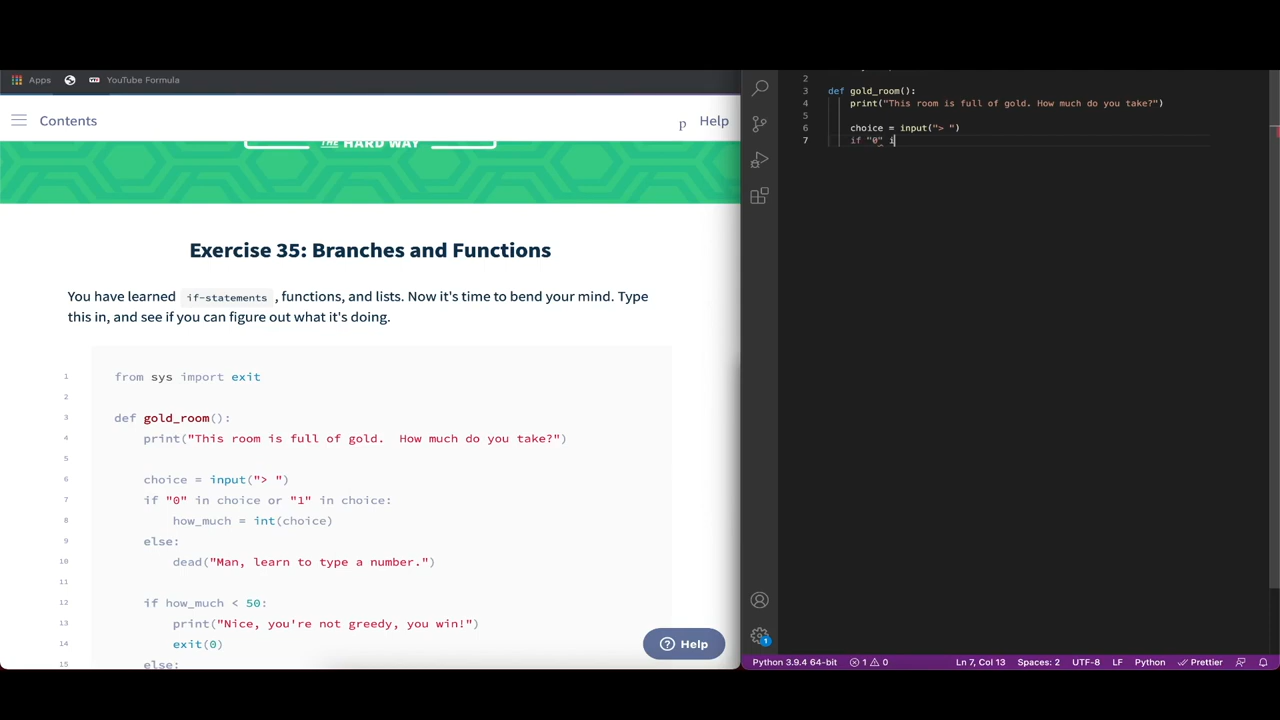 Apps YouTube Formula
Contents
p Help
THE HARD WAY
Exercise 35: Branches and Functions
You have learned if-statements , functions, and lists. Now it's time to bend your mind. Type
this in, and see if you can figure out what it's doing.
1 from sys import exit
2
3 def gold_room():
4 print("This room is full of gold.  How much do you take?")
5
6 choice = input("> ")
7 if "0" in choice or "1" in choice:
8 how_much = int(choice)
9 else:
10 dead("Man, learn to type a number.")
11
12 if how_much < 50:
13 print("Nice, you're not greedy, you win!")
14 exit(0)
15 else:
Help
2
3 def gold_room():
4 print("This room is full of gold. How much do you take?")
5
6 choice = input("> ")
7 if "0" i
1
Python 3.9.4 64-bit 1 0 Ln 7, Col 13 Spaces: 2 UTF-8 LF Python Prettier